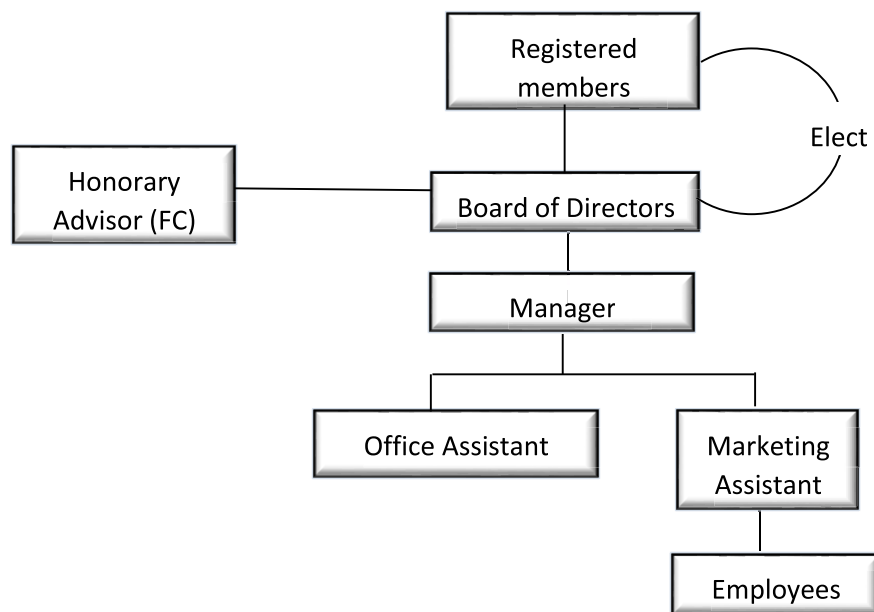 Registered
members
Elect
Honorary
Advisor (FC)
Board of Directors
Manager
Office Assistant
Marketing
Assistant
Employees